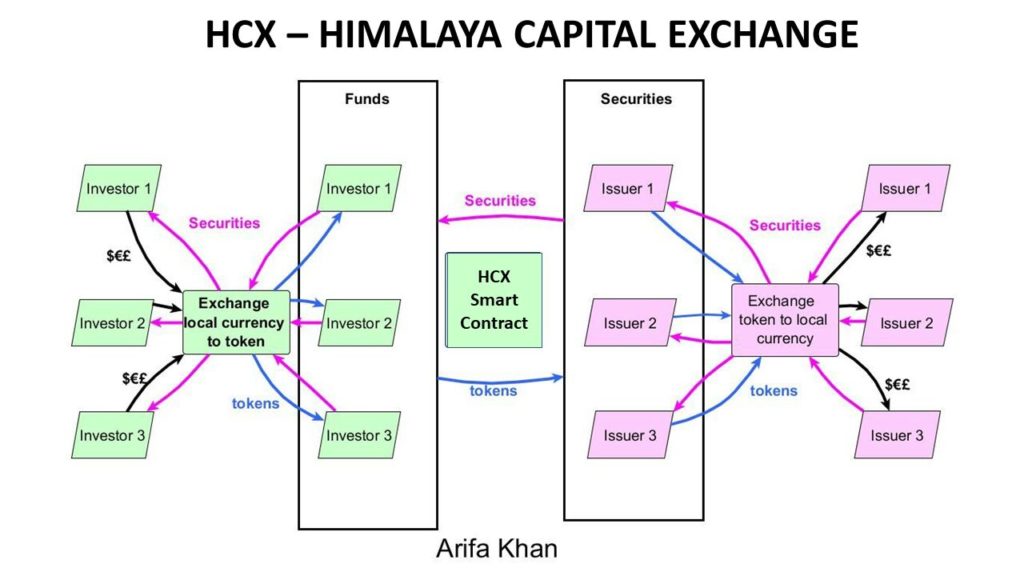 HCX – HIMALAYA CAPITAL EXCHANGE
Funds
Securities
Investor 1
Investor 1
Issuer 1
Issuer 1
Securities
Securities
Securities
$€£
$€£
HCX
Smart
Contract
Exchange
local currency
to token
Exchange
token to local
currency
Investor 2
Investor 2
Issuer 2
Issuer 2
$€£
$€£
tokens
tokens
tokens
Investor 3
Investor 3
Issuer 3
Issuer 3
Arifa Khan